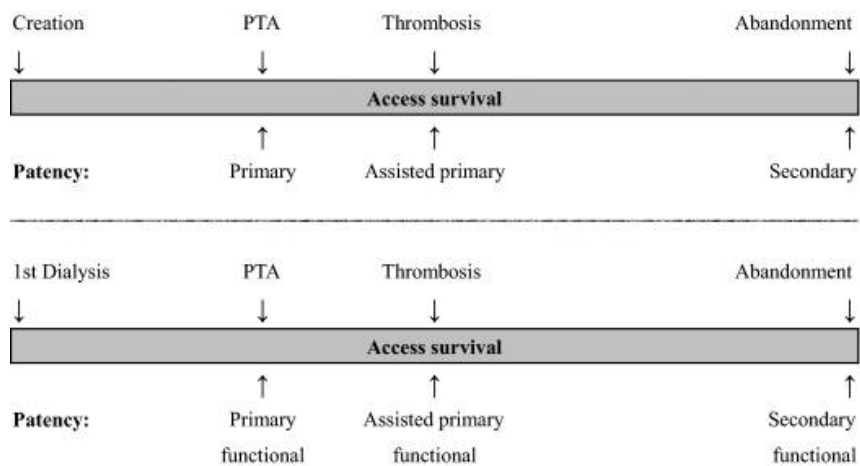 Creation PTA Thrombosis Abandonment
↓ ↓ ↓ ↓
Access survival
↑ ↑ ↑
Patency: Primary Assisted primary Secondary
1st Dialysis PTA Thrombosis Abandonment
↓ ↓ ↓ ↓
Access survival
↑ ↑ ↑
Patency: Primary Assisted primary Secondary
functional functional functional